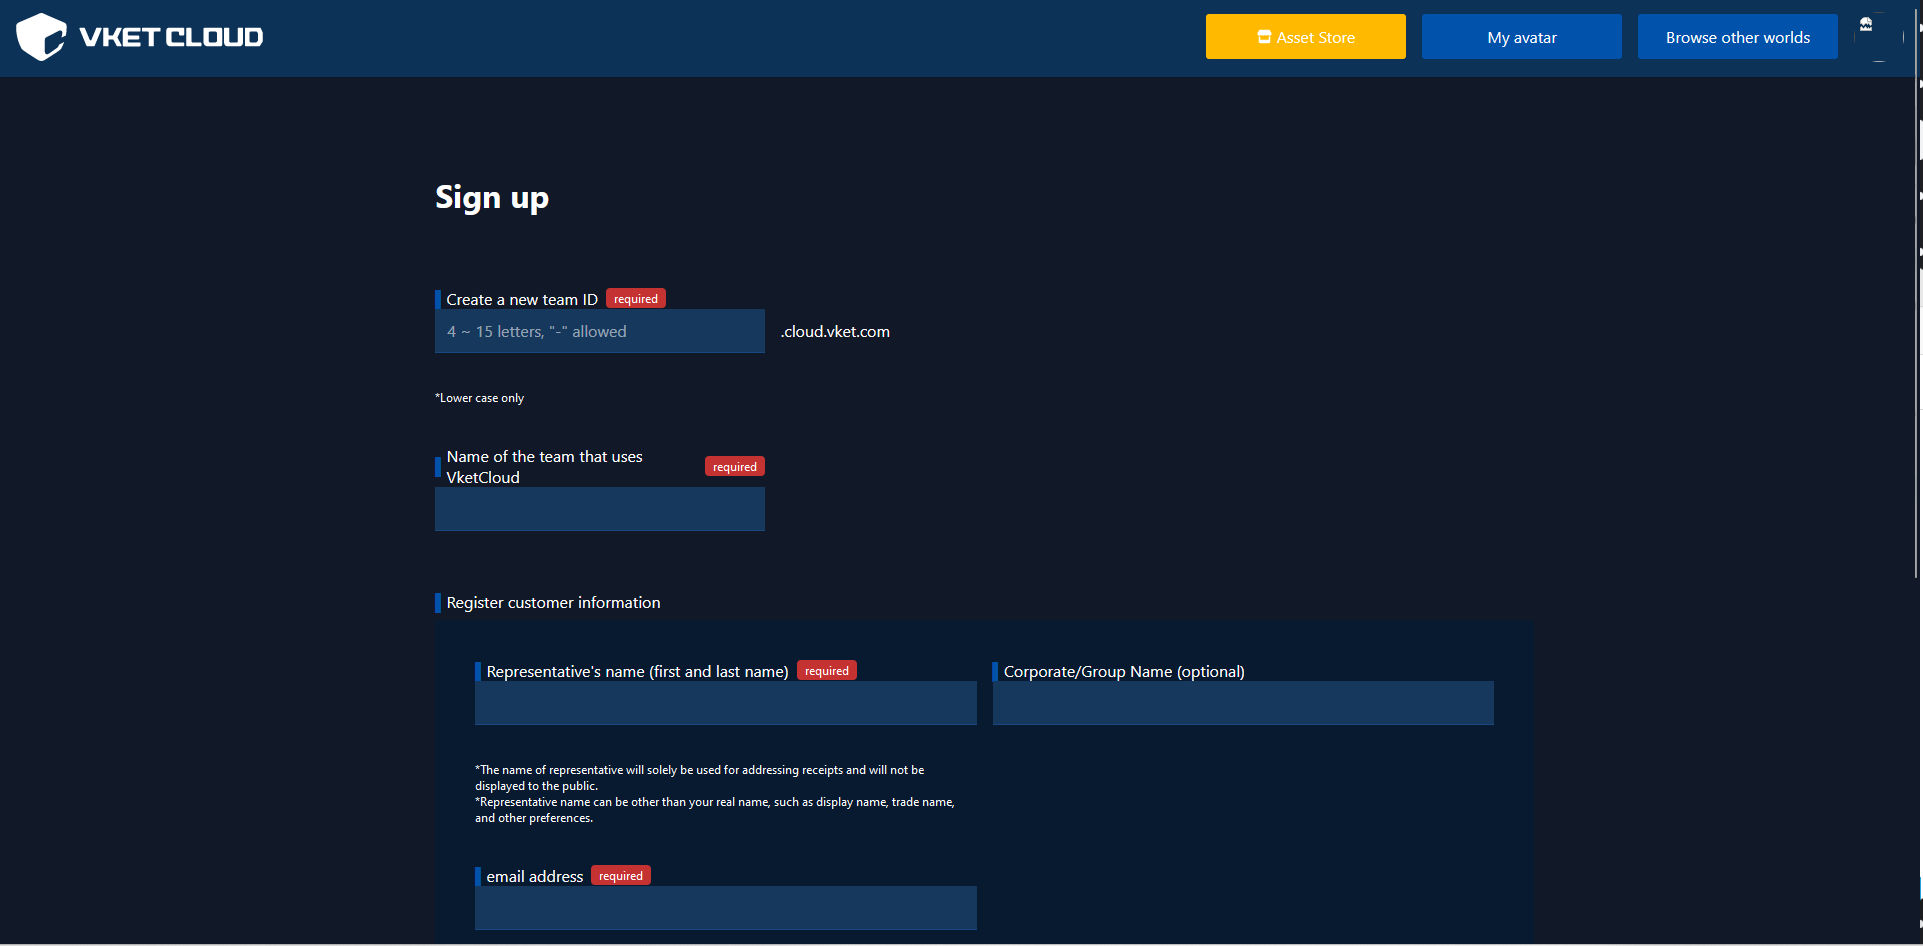 VKET CLOUD
Asset Store
My avatar
Browse other worlds
Sign up
Create a new team ID required
4 ~ 15 letters, "-" allowed .cloud.vket.com
*Lower case only
Name of the team that uses
VketCloud
required
Register customer information
Representative's name (first and last name) required
Corporate/Group Name (optional)
*The name of representative will solely be used for addressing receipts and will not be
displayed to the public.
*Representative name can be other than your real name, such as display name, trade name,
and other preferences.
email address required